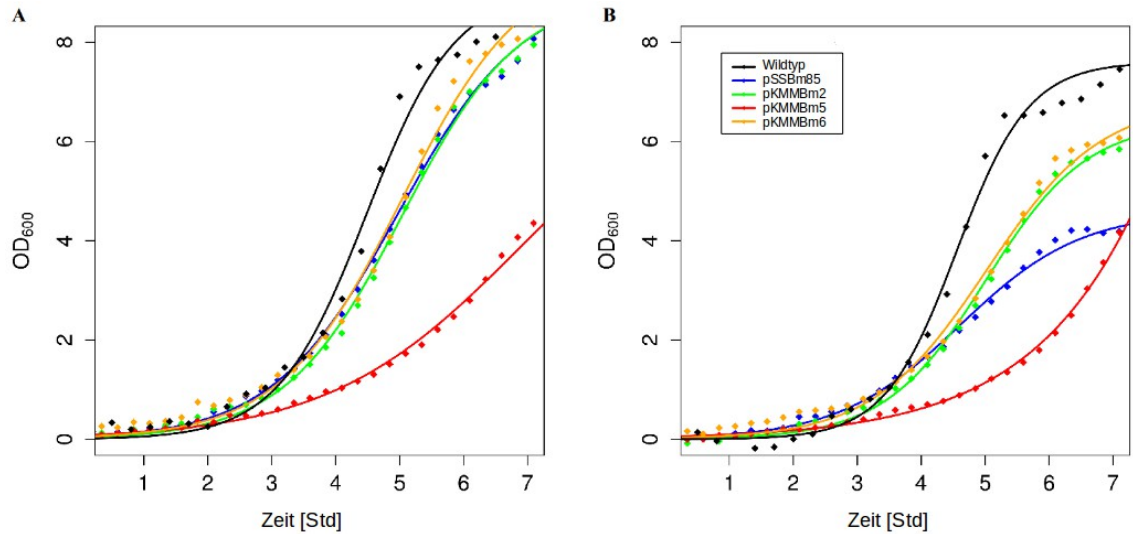 A
8
6
4
2
0
OD600
1 2 3 4 5 6 7
Zeit [Std]
B
Wildtyp
pSSBm85
pKMMBm2
pKMMBm5
pKMMBm6
8
6
4
2
0
OD600
1 2 3 4 5 6 7
Zeit [Std]